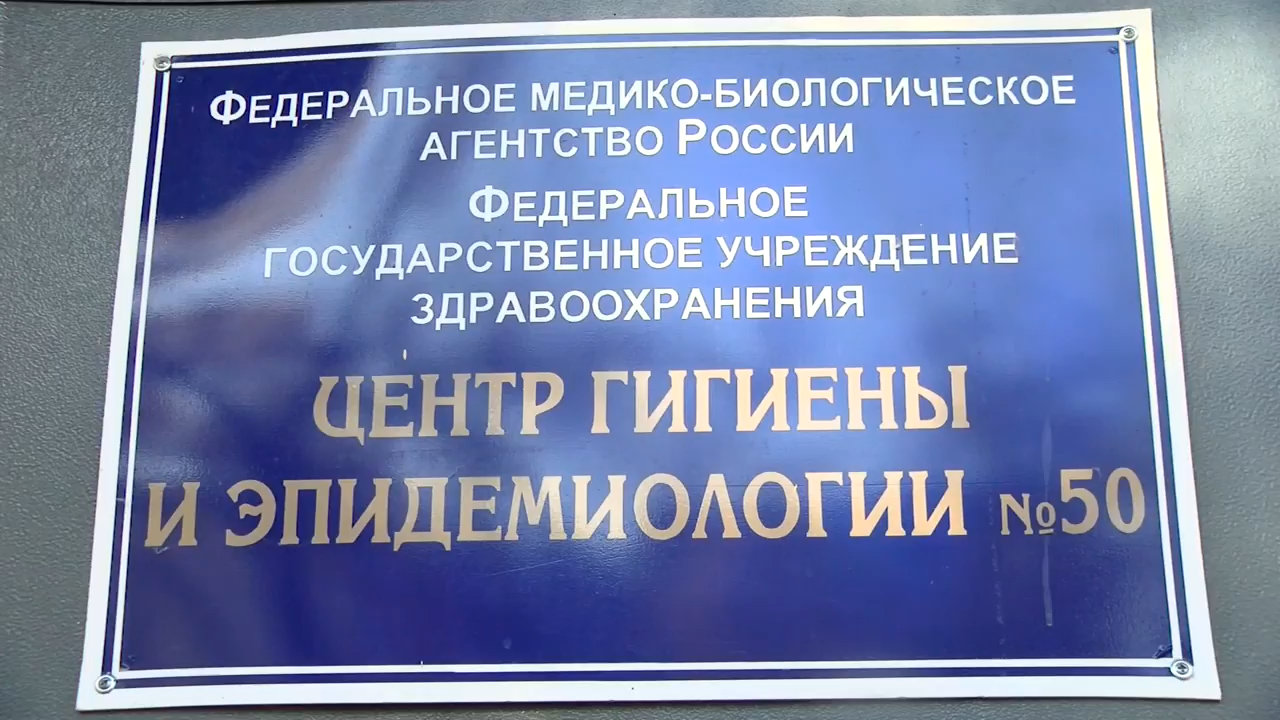 ФЕДЕРАЛЬНОЕ МЕДИКО-БИОЛОГИЧЕСКОЕ
АГЕНТСТВО РОССИИ
ФЕДЕРАЛЬНОЕ
ГОСУДАРСТВЕННОЕ УЧРЕЖДЕНИЕ
ЗДРАВООХРАНЕНИЯ
ЦЕНТР ГИГИЕНЫ
И ЭПИДЕМИОЛОГИИ №50